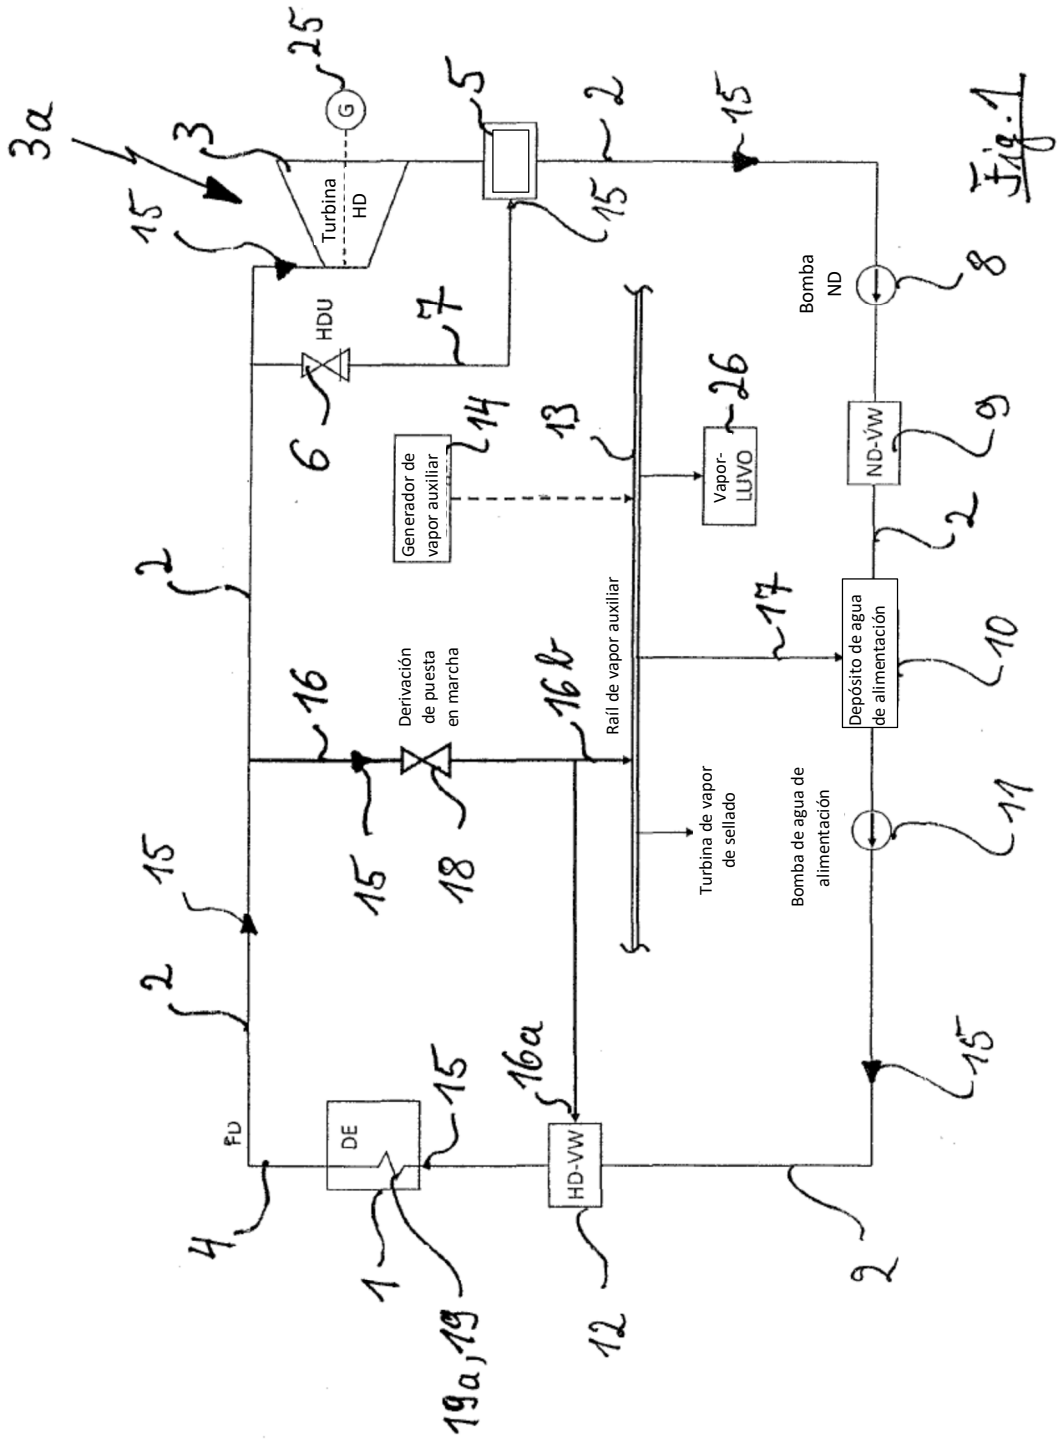 3a
25
15
3
G
Turbina
HD
5
2
15
15
HDU
7
6
Generador de
vapor auxiliar
14
13
Vapor-
LUVO
26
Bomba
ND
8
ND-VW
9
2
2
16
Derivación
de puesta
en marcha
16b
Raíl de vapor auxiliar
17
Depósito de agua
de alimentación
10
15
15
18
Turbina de vapor
de sellado
Bomba de agua de
alimentación
11
2
FD
4
DE
15
1
19a, 19
16a
HD-VW
12
15
2
Fig. 1